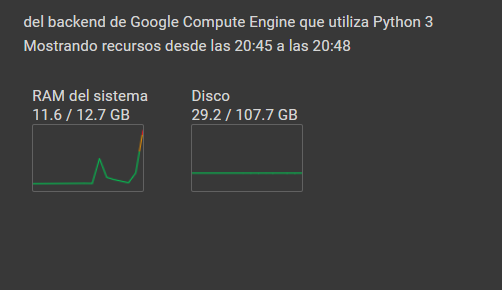 del backend de Google Compute Engine que utiliza Python 3
Mostrando recursos desde las 20:45 a las 20:48
RAM del sistema
11.6 / 12.7 GB
Disco
29.2 / 107.7 GB